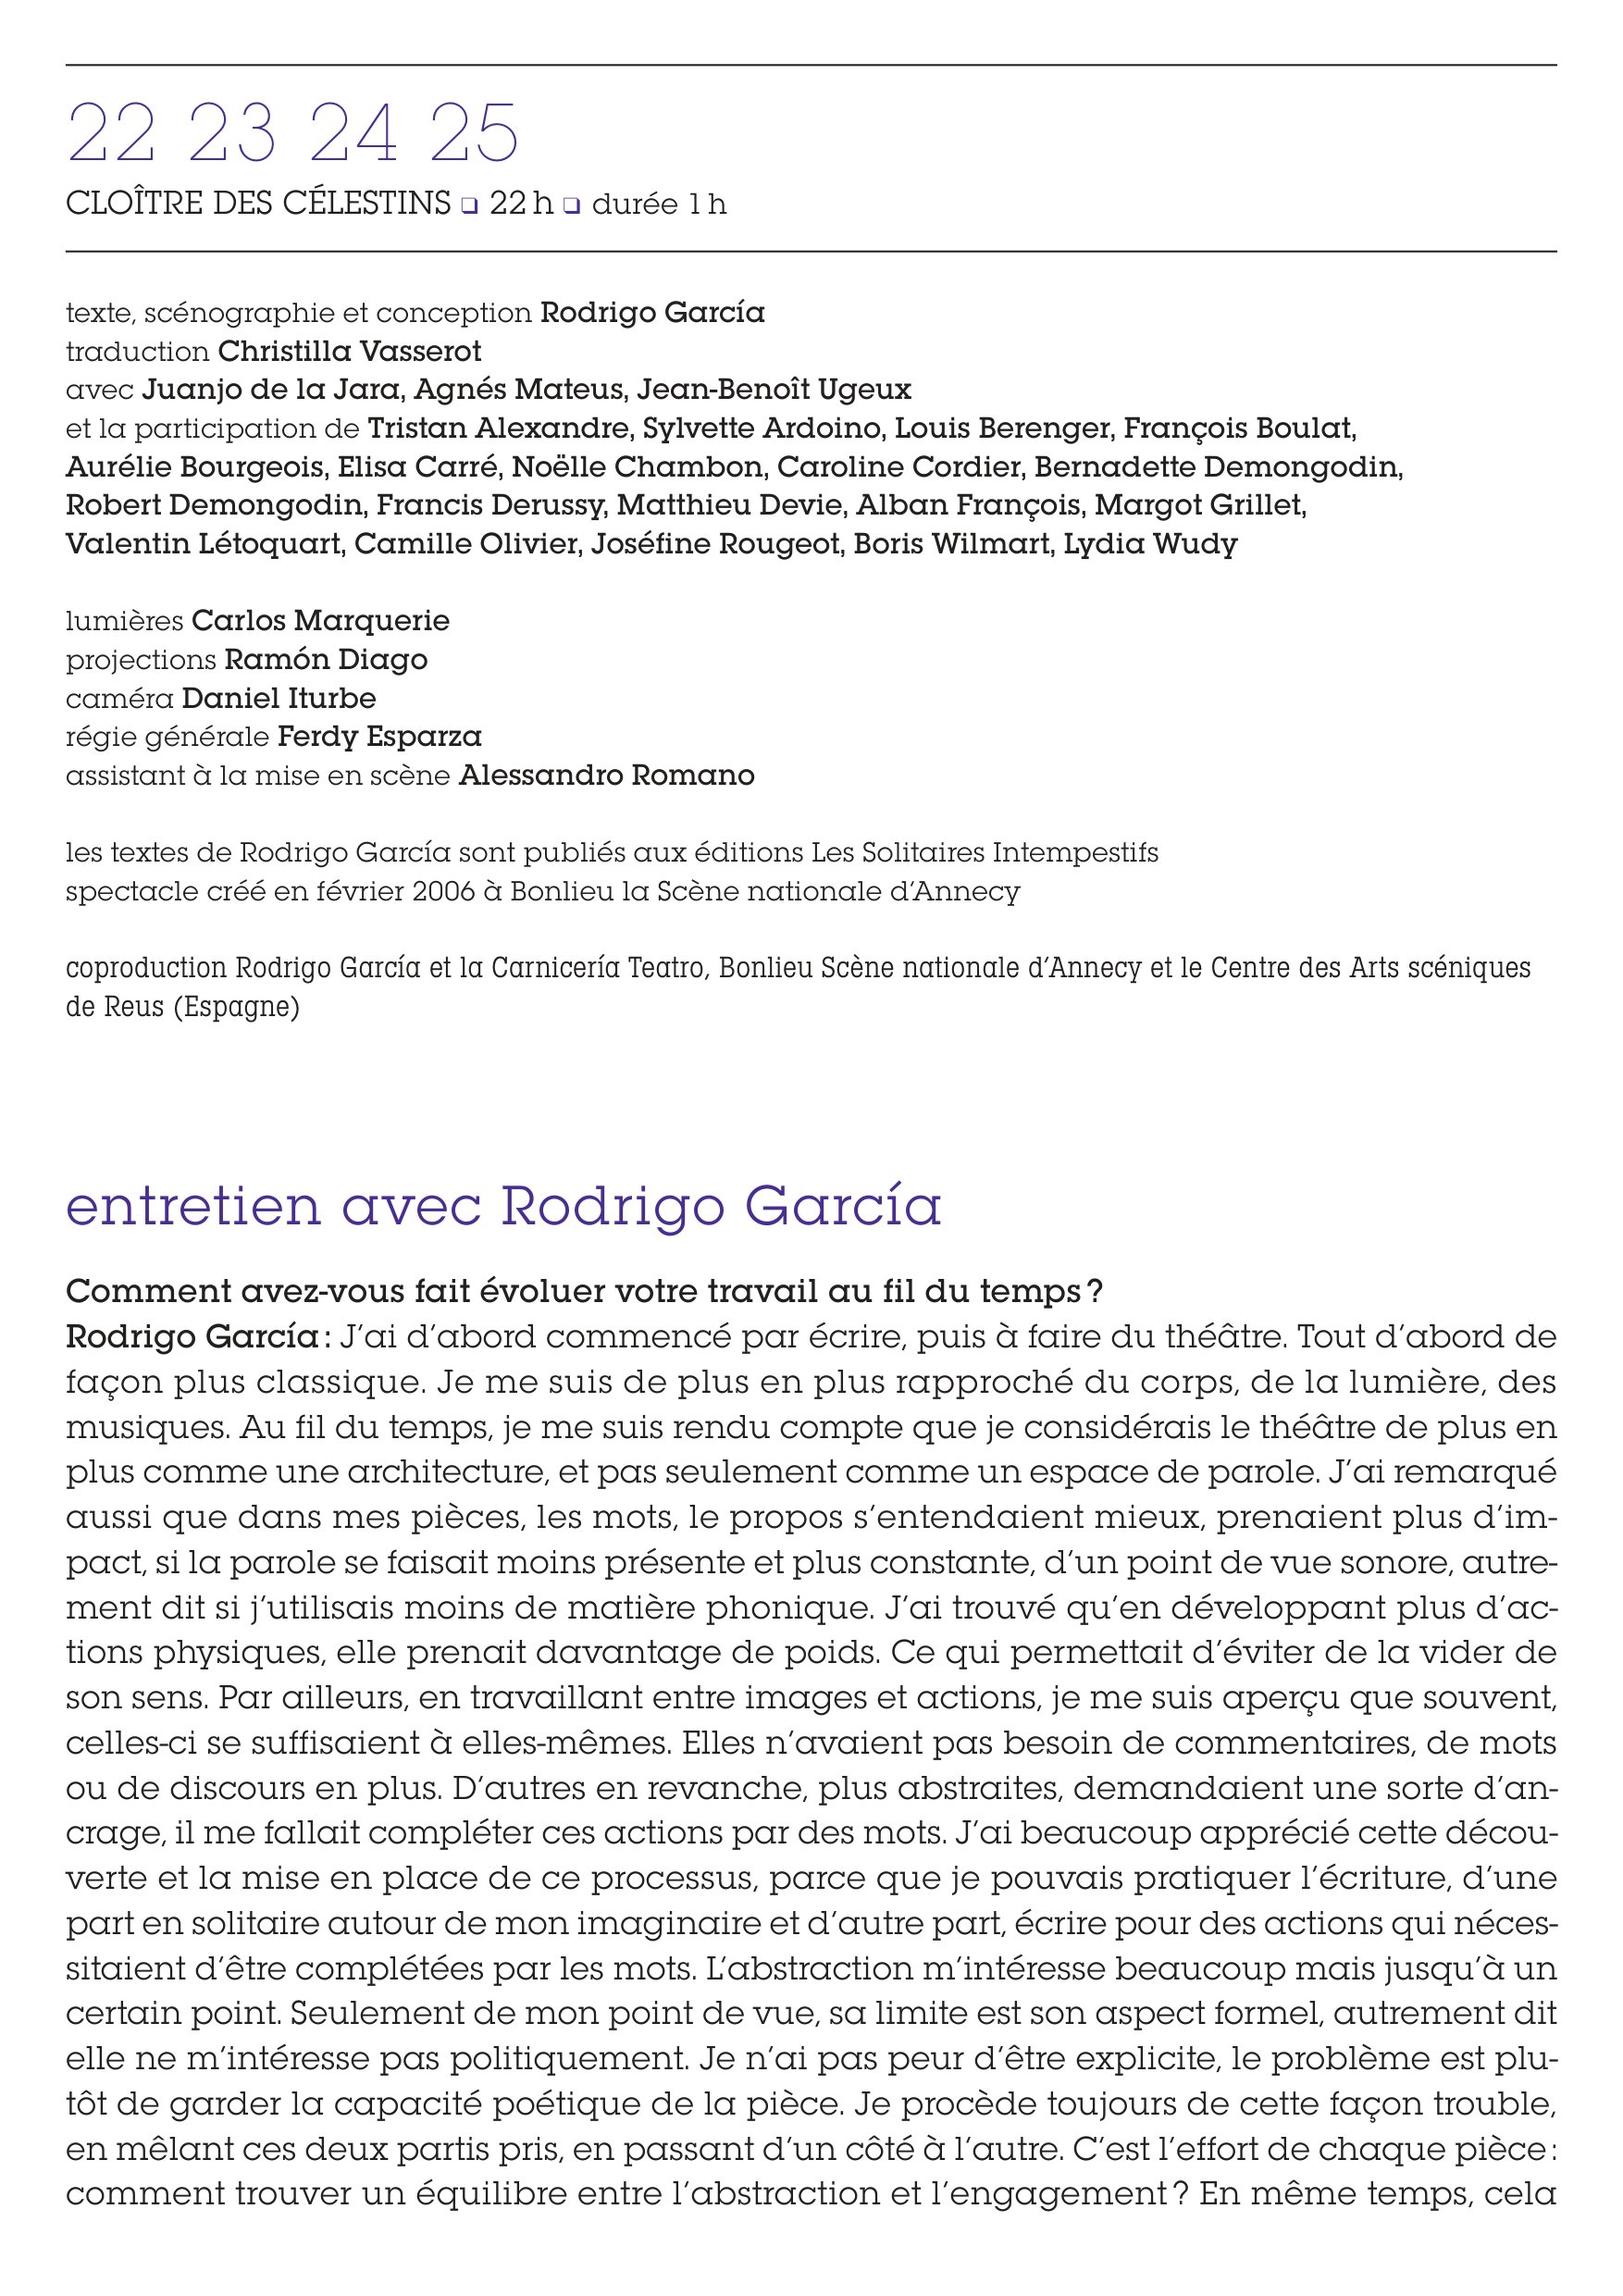 22 23 24 25
CLOÎTRE DES CÉLESTINS ❑ 22 h ❑ durée 1 h
texte, scénographie et conception Rodrigo García
traduction Christilla Vasserot
avec Juanjo de la Jara, Agnés Mateus, Jean-Benoît Ugeux
et la participation de Tristan Alexandre, Sylvette Ardoino, Louis Berenger, François Boulat,
Aurélie Bourgeois, Elisa Carré, Noëlle Chambon, Caroline Cordier, Bernadette Demongodin,
Robert Demongodin, Francis Derussy, Matthieu Devie, Alban François, Margot Grillet,
Valentin Létoquart, Camille Olivier, Joséfine Rougeot, Boris Wilmart, Lydia Wudy
lumières Carlos Marquerie
projections Ramón Diago
caméra Daniel Iturbe
régie générale Ferdy Esparza
assistant à la mise en scène Alessandro Romano
les textes de Rodrigo García sont publiés aux éditions Les Solitaires Intempestifs
spectacle créé en février 2006 à Bonlieu la Scène nationale d'Annecy
coproduction Rodrigo García et la Carnicería Teatro, Bonlieu Scène nationale d'Annecy et le Centre des Arts scéniques
de Reus (Espagne)
entretien avec Rodrigo García
Comment avez-vous fait évoluer votre travail au fil du temps ?
Rodrigo García : J'ai d'abord commencé par écrire, puis à faire du théâtre. Tout d'abord de
façon plus classique. Je me suis de plus en plus rapproché du corps, de la lumière, des
musiques. Au fil du temps, je me suis rendu compte que je considérais le théâtre de plus en
plus comme une architecture, et pas seulement comme un espace de parole. J'ai remarqué
aussi que dans mes pièces, les mots, le propos s'entendaient mieux, prenaient plus d'im-
pact, si la parole se faisait moins présente et plus constante, d'un point de vue sonore, autre-
ment dit si j'utilisais moins de matière phonique. J'ai trouvé qu'en développant plus d'ac-
tions physiques, elle prenait davantage de poids. Ce qui permettait d'éviter de la vider de
son sens. Par ailleurs, en travaillant entre images et actions, je me suis aperçu que souvent,
celles-ci se suffisaient à elles-mêmes. Elles n'avaient pas besoin de commentaires, de mots
ou de discours en plus. D'autres en revanche, plus abstraites, demandaient une sorte d'an-
crage, il me fallait compléter ces actions par des mots. J'ai beaucoup apprécié cette décou-
verte et la mise en place de ce processus, parce que je pouvais pratiquer l'écriture, d'une
part en solitaire autour de mon imaginaire et d'autre part, écrire pour des actions qui néces-
sitaient d'être complétées par les mots. L'abstraction m'intéresse beaucoup mais jusqu'à un
certain point. Seulement de mon point de vue, sa limite est son aspect formel, autrement dit
elle ne m'intéresse pas politiquement. Je n'ai pas peur d'être explicite, le problème est plu-
tôt de garder la capacité poétique de la pièce. Je procède toujours de cette façon trouble,
en mêlant ces deux partis pris, en passant d'un côté à l'autre. C'est l'effort de chaque pièce :
comment trouver un équilibre entre l'abstraction et l'engagement ? En même temps, cela